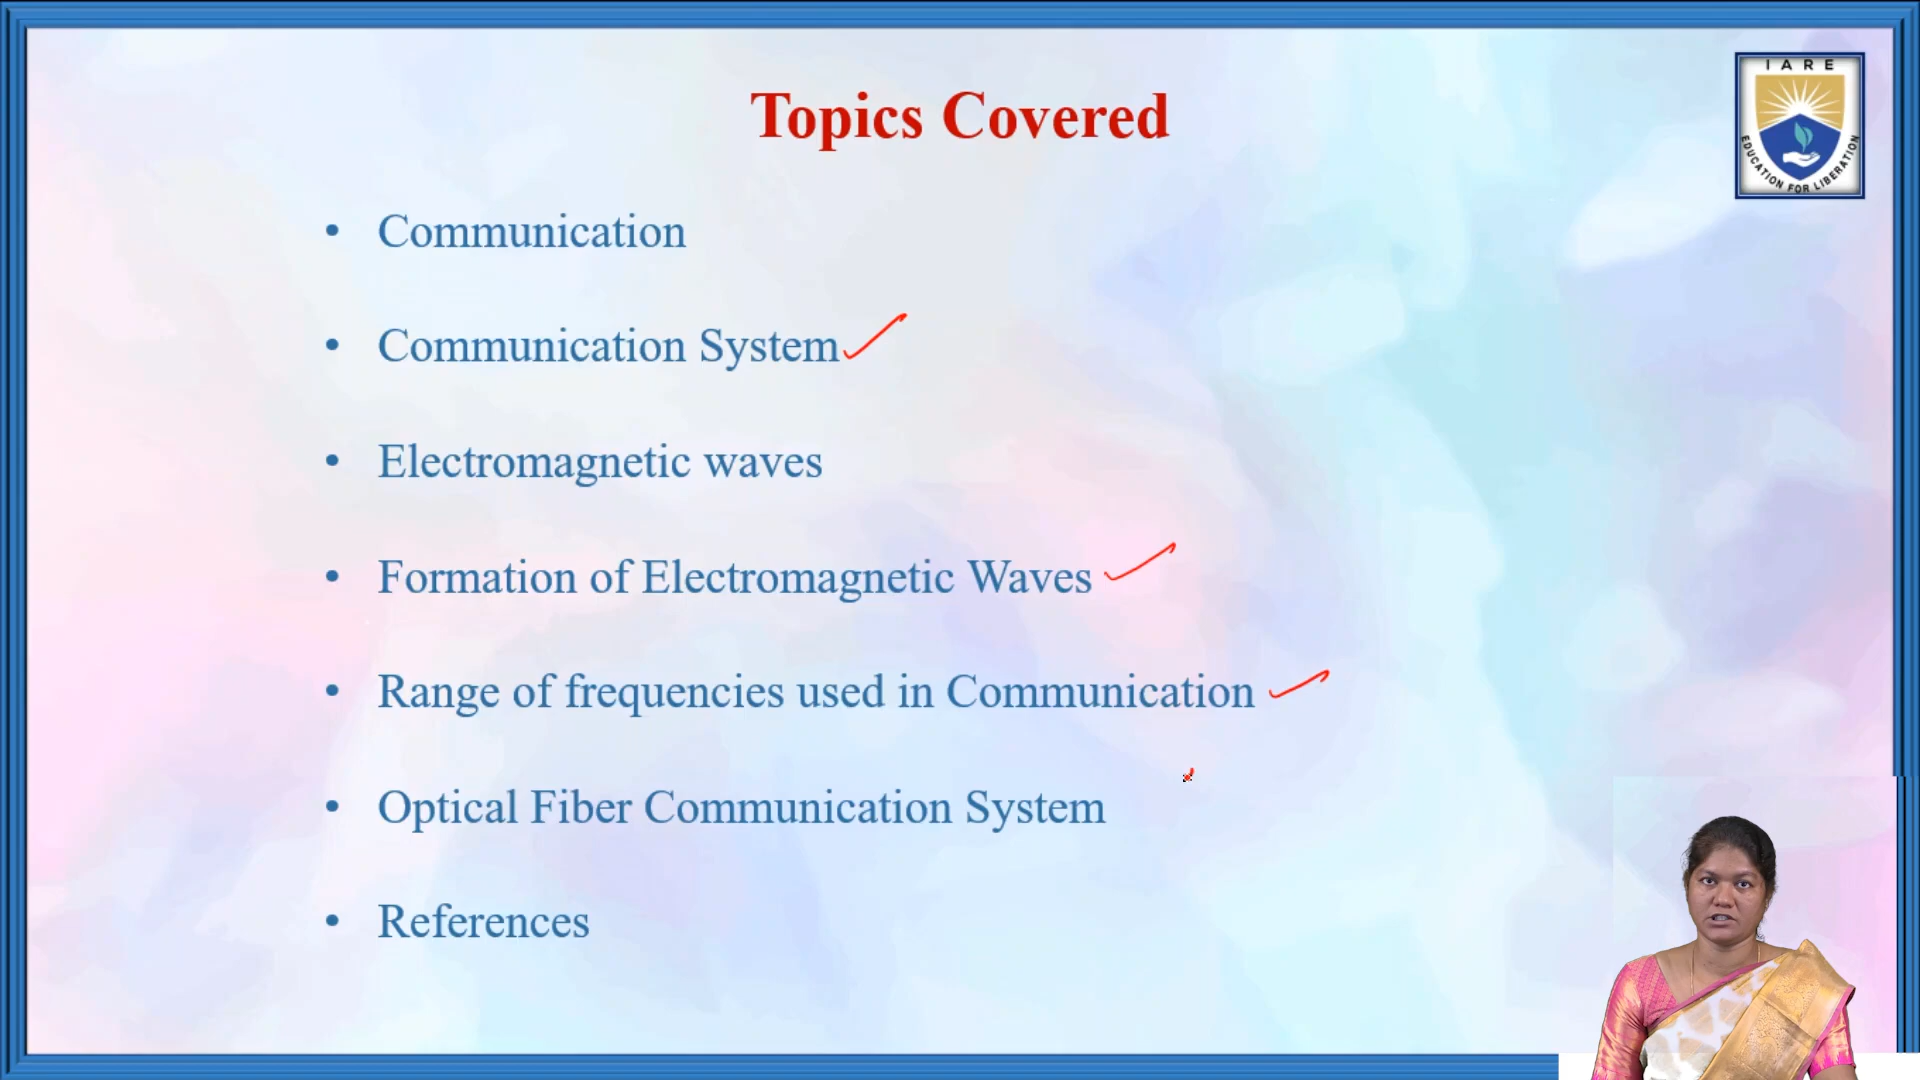 Topics Covered
IARE
EDUCATION FOR LIBERATION
• Communication
• Communication System
• Electromagnetic waves
• Formation of Electromagnetic Waves
• Range of frequencies used in Communication
• Optical Fiber Communication System
• References